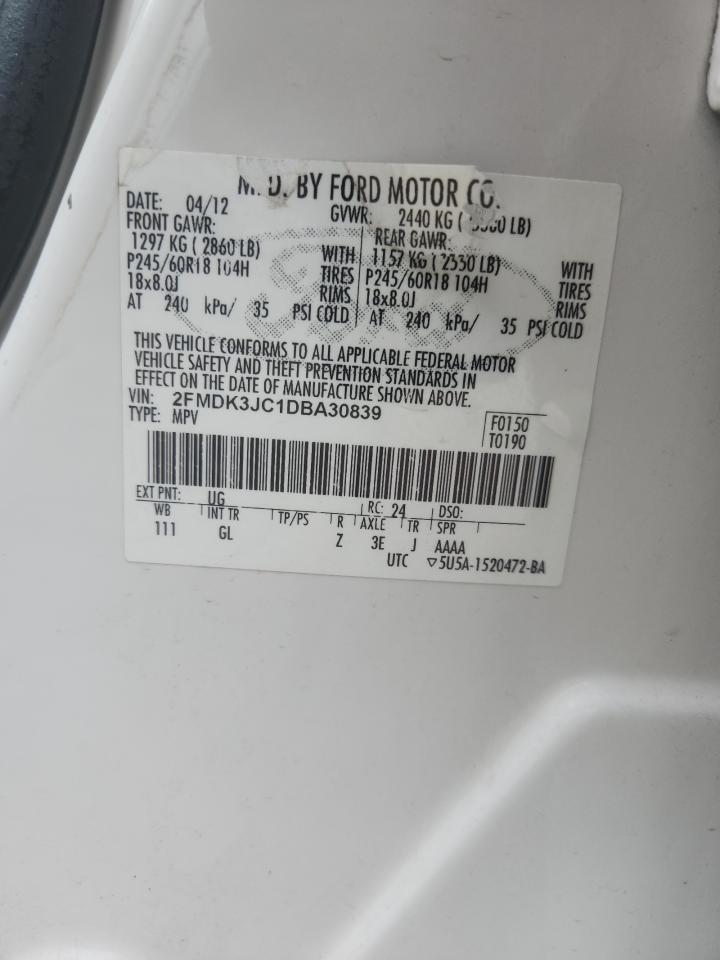 BY FORD MOTOR CO.
DATE: 04/12
GVWR: 2440 KG
FRONT GAWR:
1297 KG ( 2860 LB)
WITH
P245/60R18 104H
TIRES
18x8.0J
RIMS
AT 240 kPa/ 35 PSI COLD
REAR GAWR:
1157 KG
WITH
P245/60R18 104H
TIRES
18x8.0J
RIMS
AT 240 kPa/ 35 PSI COLD
THIS VEHICLE CONFORMS TO ALL APPLICABLE FEDERAL MOTOR
VEHICLE SAFETY AND THEFT PREVENTION STANDARDS IN
EFFECT ON THE DATE OF MANUFACTURE SHOWN ABOVE.
VIN: 2FMDK3JC1DBA30839
TYPE: MPV
F0150
T0190
EXT PNT: UG RC: 24 DSO:
WB INT TR TP/PS R AXLE TR SPR
111 GL Z 3E J AAAA
UTC ▽5U5A-1520472-BA